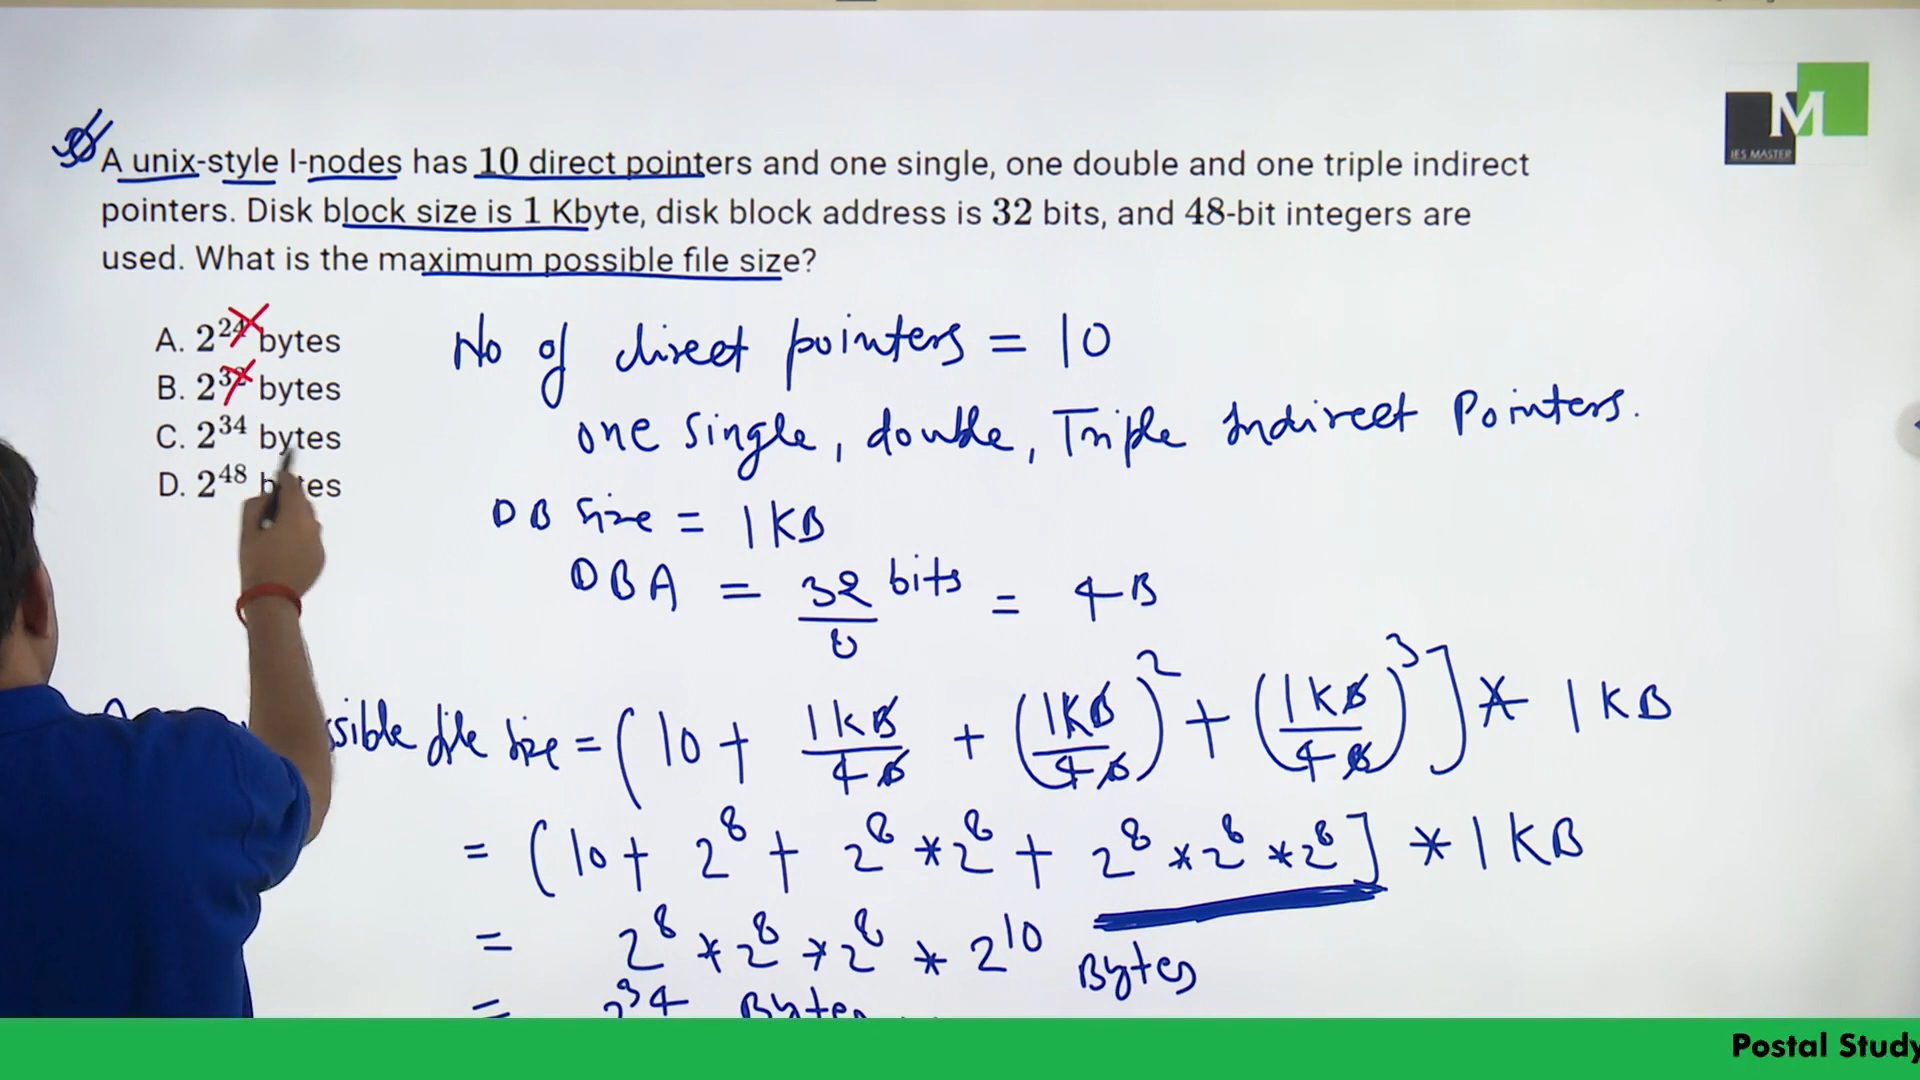 M
IES MASTER
A unix-style I-nodes has 10 direct pointers and one single, one double and one triple indirect
pointers. Disk block size is 1 Kbyte, disk block address is 32 bits, and 48-bit integers are
used. What is the maximum possible file size?
A. 2^24 bytes
B. 2^32 bytes
C. 2^34 bytes
D. 2^48 bytes
No of direct pointers = 10
one single, double, Triple Indirect Pointers.
DB size = 1KB
DBA = 32/8 bits = 4B
ssible file size = (10 + 1KB/4B + (1KB/4B)^2 + (1KB/4B)^3] * 1KB
= (10 + 2^8 + 2^8 * 2^8 + 2^8 * 2^8 * 2^8] * 1KB
= 2^8 * 2^8 * 2^8 * 2^10 Bytes
= 2^34 Bytes
Postal Study